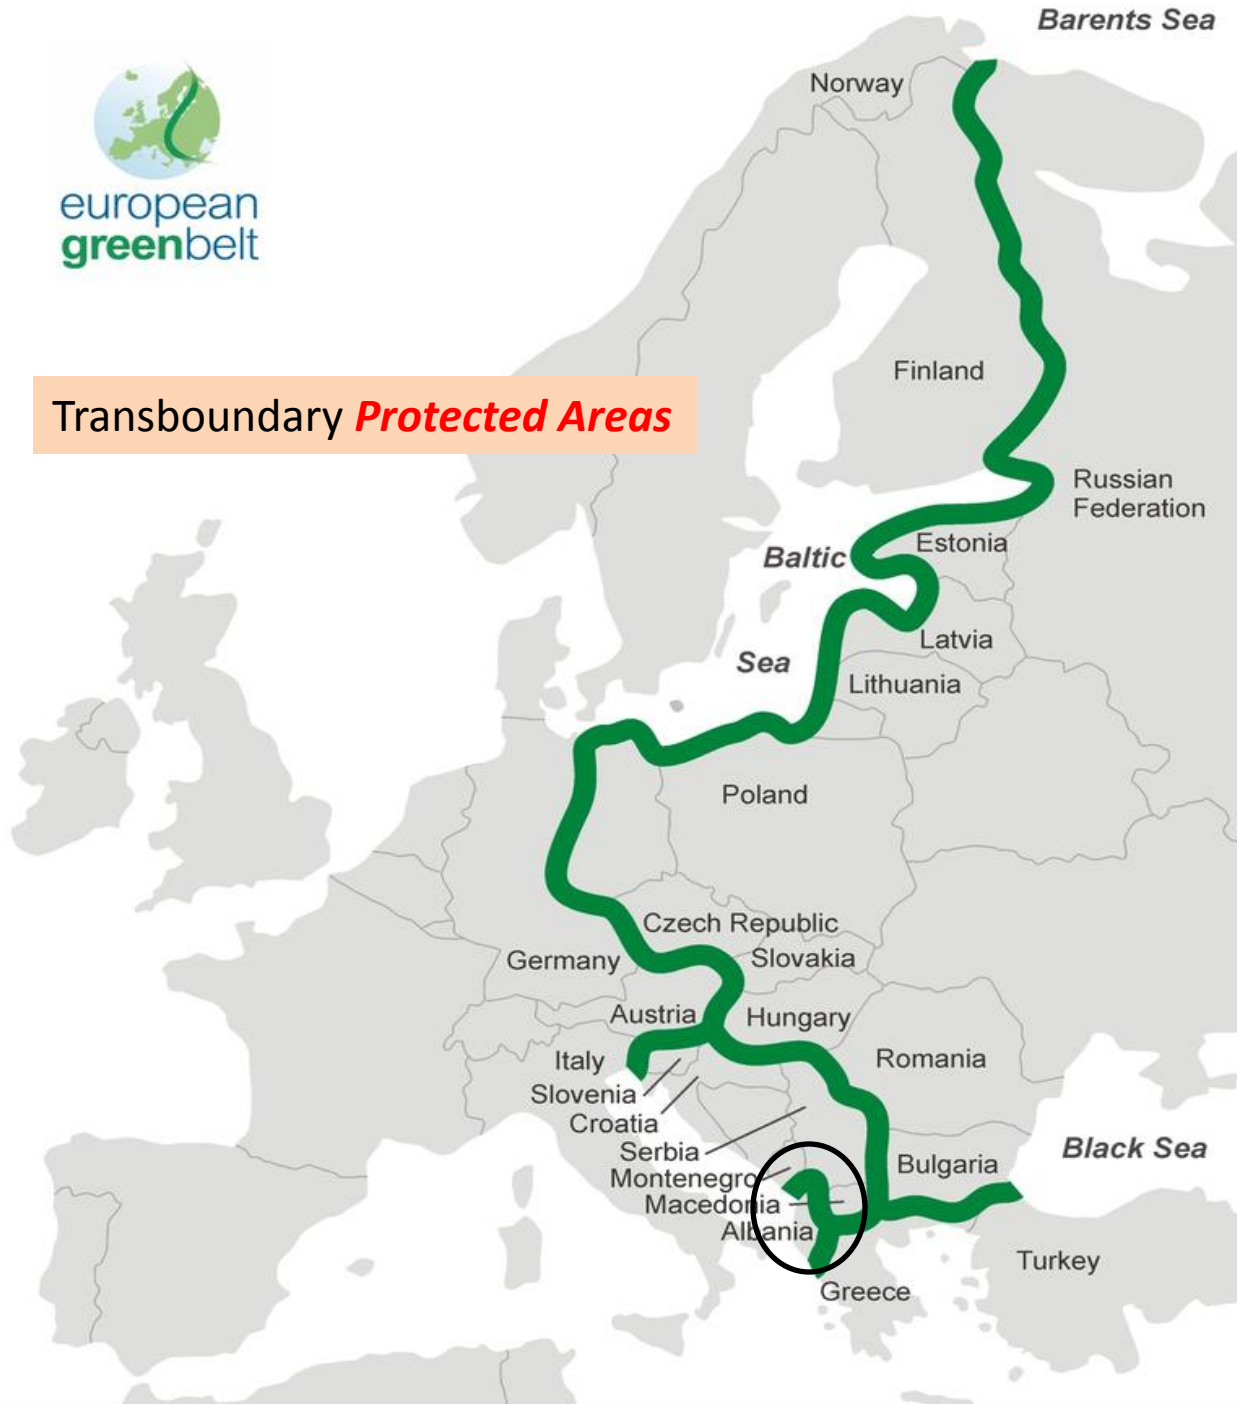 Barents Sea
Norway
european
greenbelt
Finland
Transboundary Protected Areas
Russian
Federation
Estonia
Baltic
Latvia
Sea
Lithuania
Poland
Czech Republic
Slovakia
Germany
Austria
Hungary
Italy
Romania
Slovenia
Croatia
Serbia
Black Sea
Bulgaria
Montenegro
Macedonia
Albania
Turkey
Greece